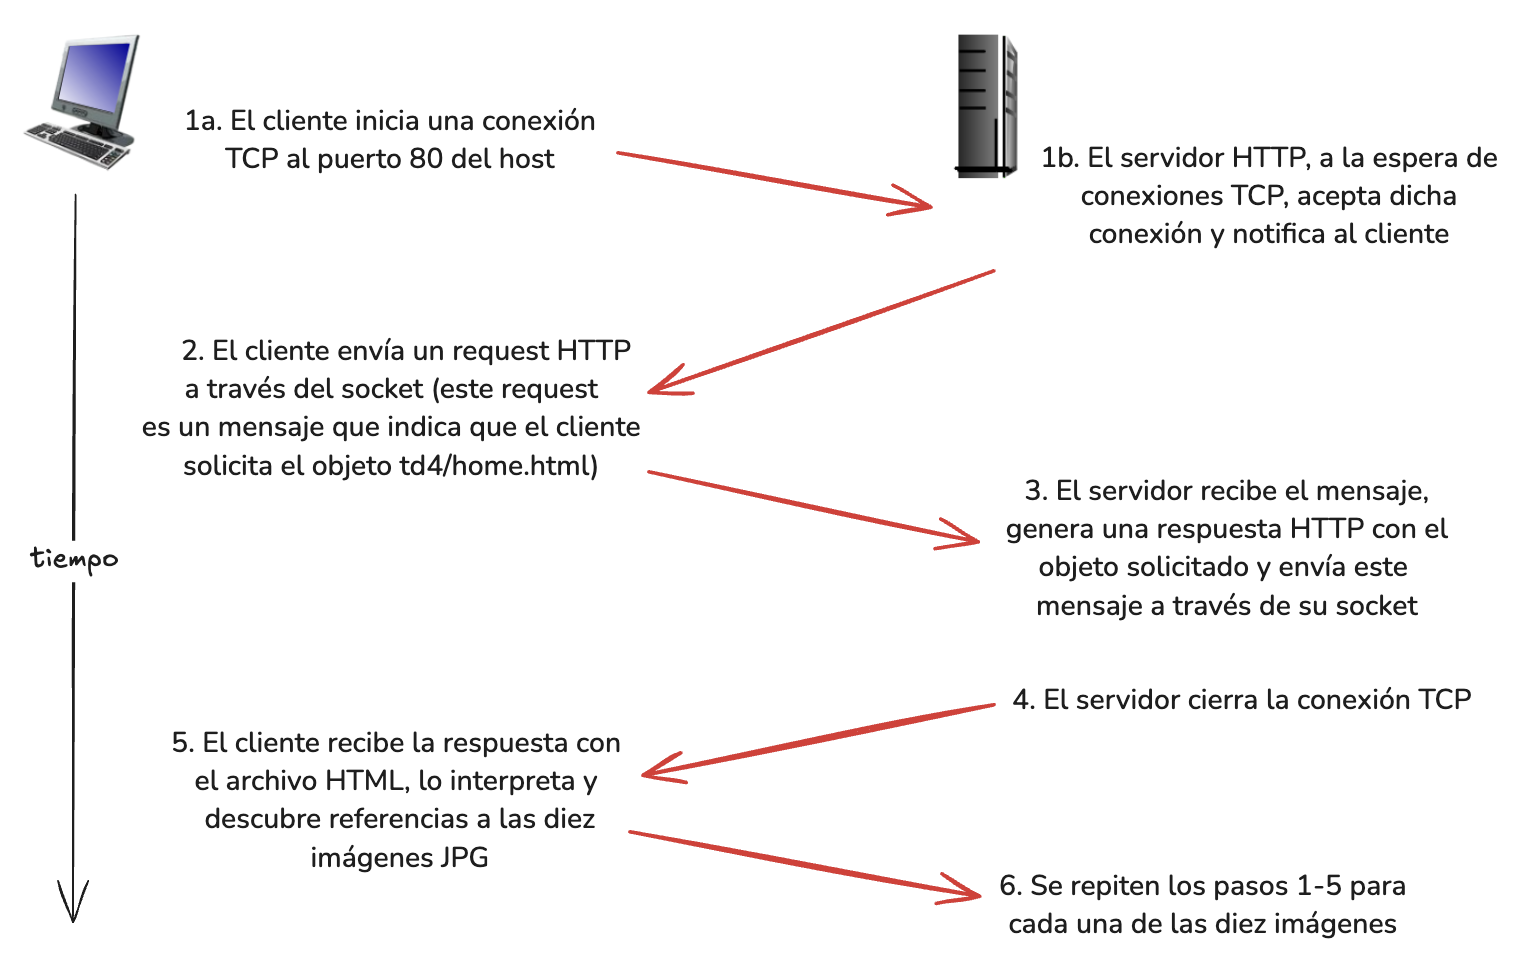 1a. El cliente inicia una conexión
TCP al puerto 80 del host
1b. El servidor HTTP, a la espera de
conexiones TCP, acepta dicha
conexión y notifica al cliente
2. El cliente envía un request HTTP
a través del socket (este request
es un mensaje que indica que el cliente
solicita el objeto td4/home.html)
3. El servidor recibe el mensaje,
genera una respuesta HTTP con el
objeto solicitado y envía este
mensaje a través de su socket
tiempo
4. El servidor cierra la conexión TCP
5. El cliente recibe la respuesta con
el archivo HTML, lo interpreta y
descubre referencias a las diez
imágenes JPG
6. Se repiten los pasos 1-5 para
cada una de las diez imágenes